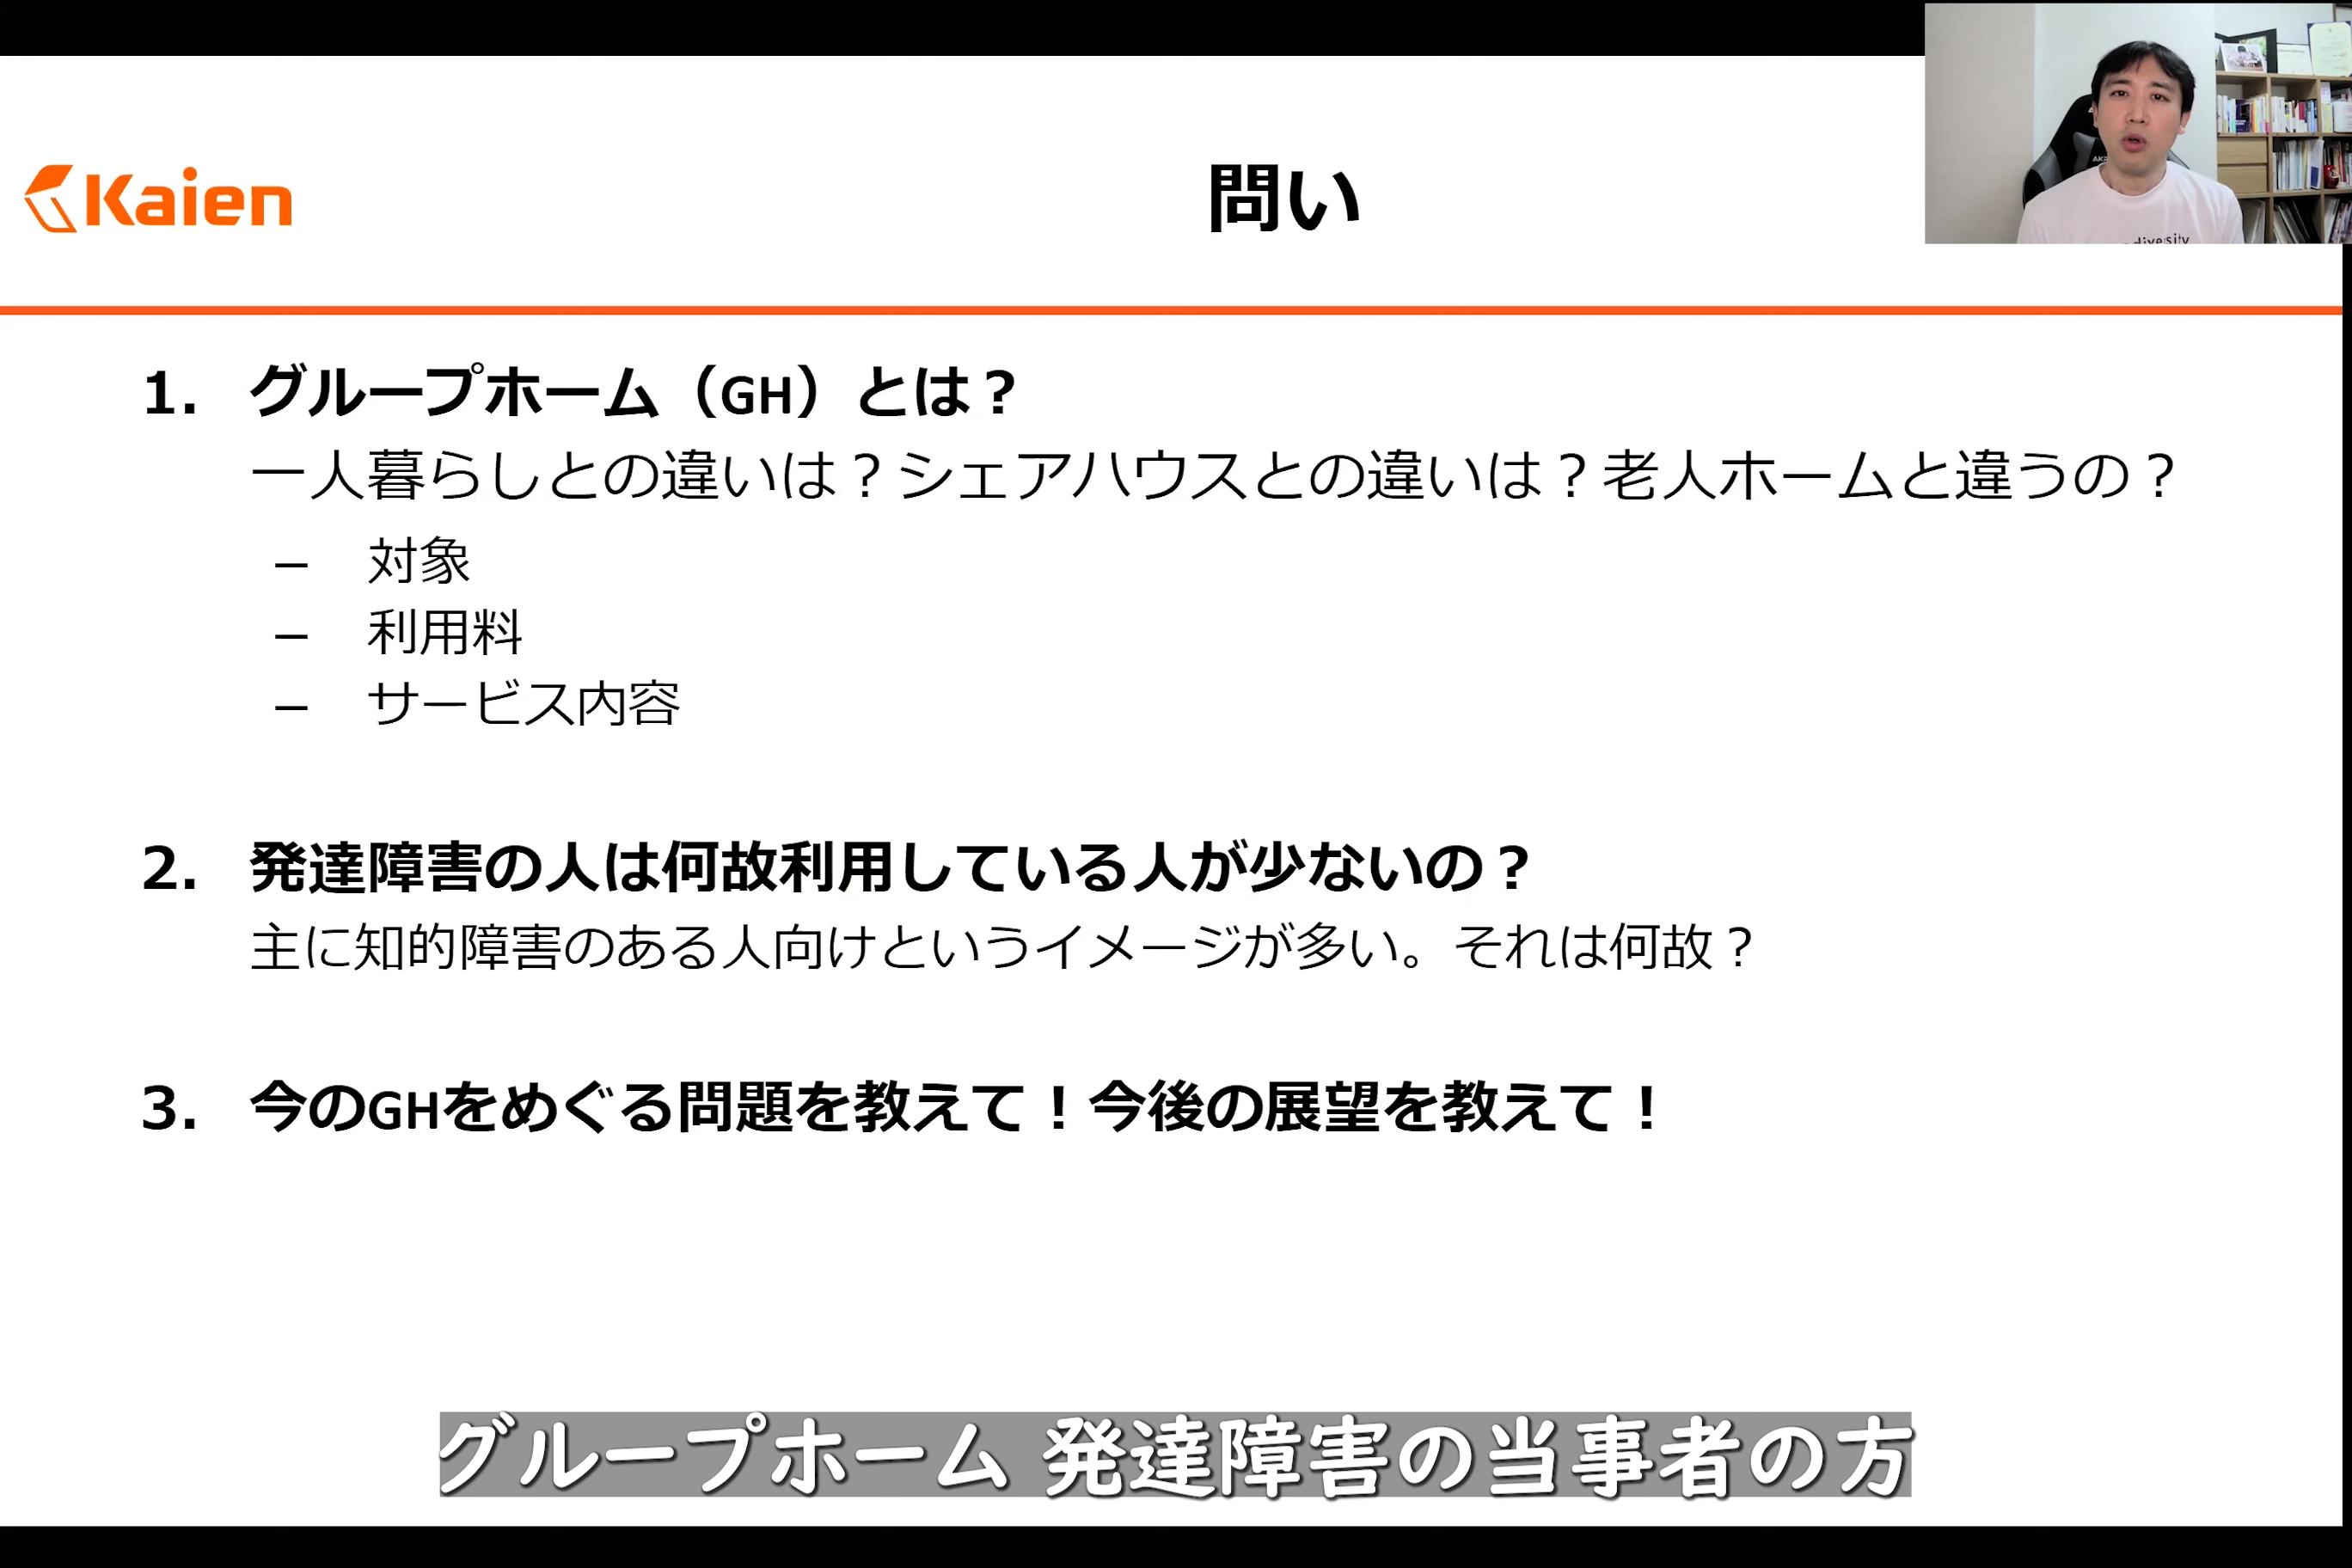 Kaien
問い
1. グループホーム（GH）とは？
一人暮らしとの違いは？シェアハウスとの違いは？老人ホームと違うの？
– 対象
– 利用料
– サービス内容
2. 発達障害の人は何故利用している人が少ないの？
主に知的障害のある人向けというイメージが多い。それは何故？
3. 今のGHをめぐる問題を教えて！今後の展望を教えて！
グループホーム 発達障害の当事者の方